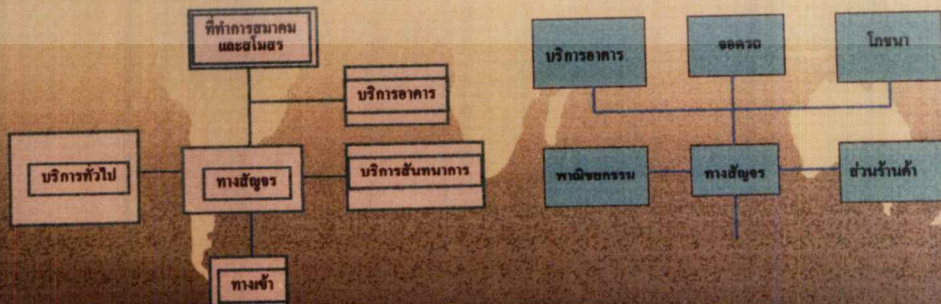 ที่ทำการสมาคม
และสโมสร
บริการอาคาร
บริการทั่วไป
ทางสัญจร
บริการสันทนาการ
ทางเข้า
บริการอาคาร
จอดรถ
โภชนา
พาณิชยกรรม
ทางสัญจร
ส่วนร้านค้า